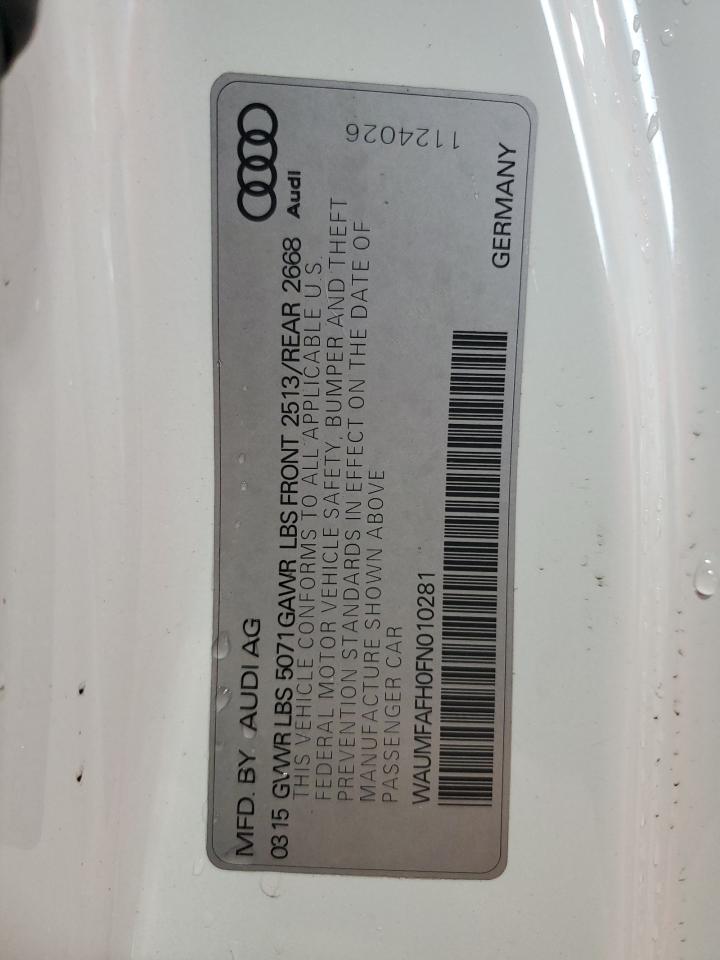 MFD. BY AUDI AG
Audi
0315 GVWR LBS 5071 GAWR LBS FRONT 2513/REAR 2668
THIS VEHICLE CONFORMS TO ALL APPLICABLE U.S.
FEDERAL MOTOR VEHICLE SAFETY, BUMPER AND THEFT
PREVENTION STANDARDS IN EFFECT ON THE DATE OF
MANUFACTURE SHOWN ABOVE
PASSENGER CAR
1124026
WAUMFAFH0FN010281
GERMANY